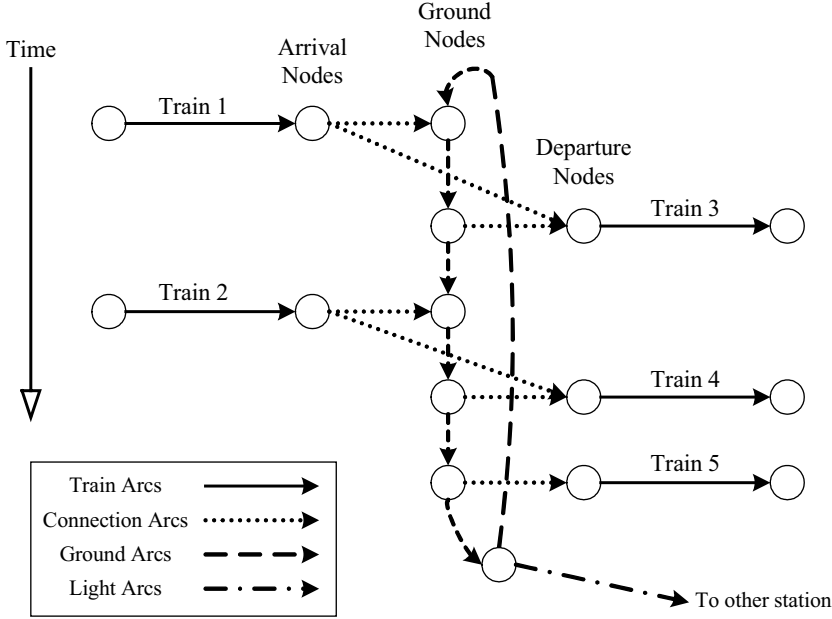 Ground
Nodes
Time
Arrival
Nodes
Train 1
Departure
Nodes
Train 3
Train 2
Train 4
Train 5
Train Arcs
Connection Arcs
Ground Arcs
Light Arcs
To other station